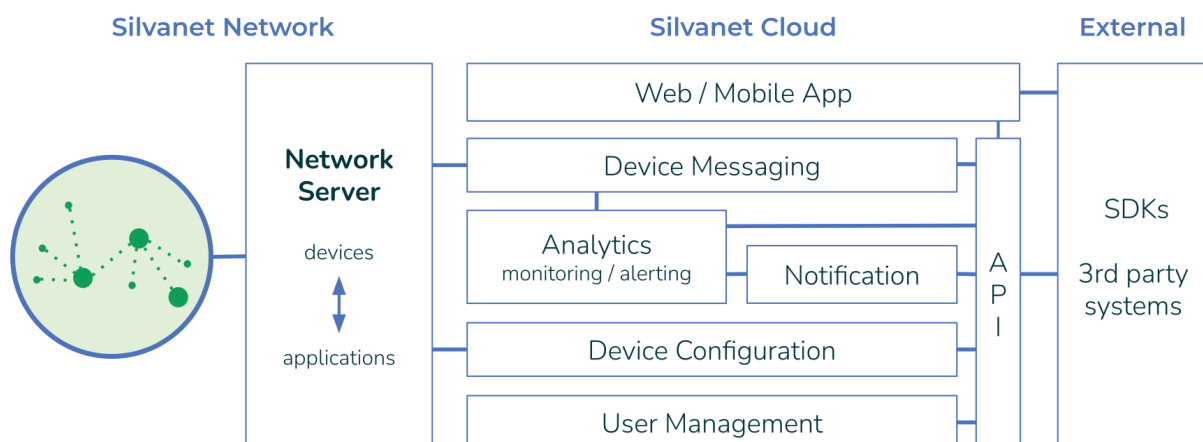 Silvanet Network
Silvanet Cloud
External
Network
Server
devices
applications
Web / Mobile App
Device Messaging
Analytics
monitoring / alerting
Notification
Device Configuration
User Management
A
P
I
SDKs
3rd party
systems